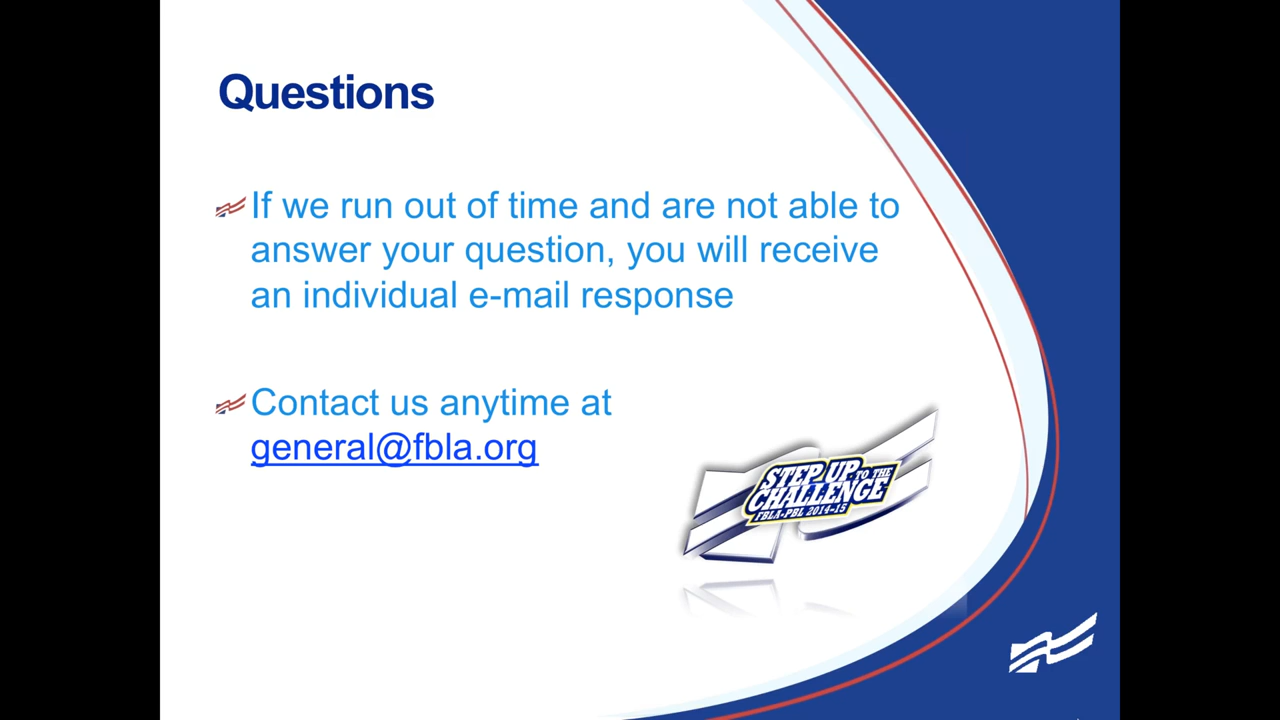 Questions
If we run out of time and are not able to
answer your question, you will receive
an individual e-mail response
Contact us anytime at
general@fbla.org
STEP UP TO THE
CHALLENGE
FBLA-PBL 2014-15